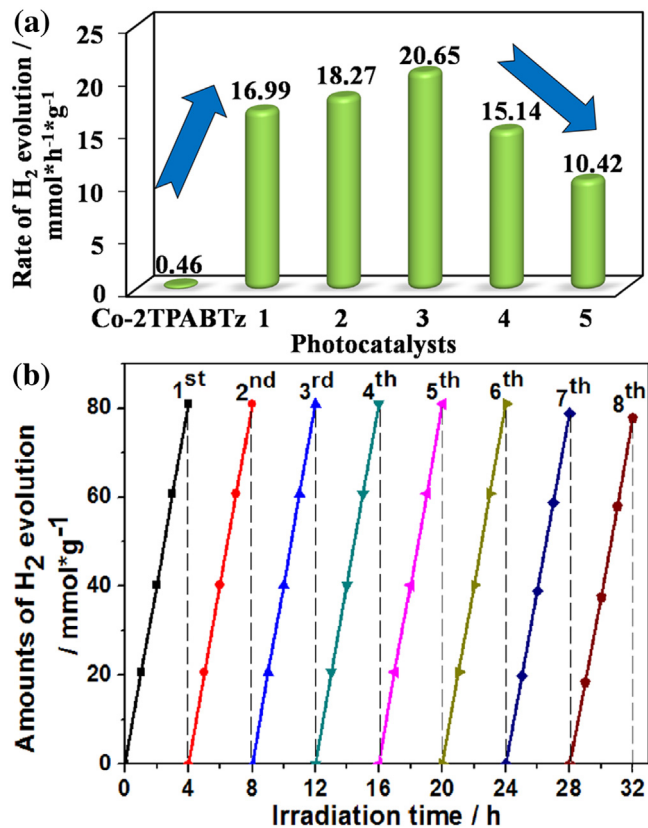 (a)
Rate of H2 evolution /
mmol*h-1*g-1
25
20
15
10
5
0
0.46
16.99
18.27
20.65
15.14
10.42
Co-2TPABTz 1 2 3 4 5
Photocatalysts
(b)
Amounts of H2 evolution
/ mmol*g-1
80
60
40
20
0
1st 2nd 3rd 4th 5th 6th 7th 8th
0 4 8 12 16 20 24 28 32
Irradiation time / h